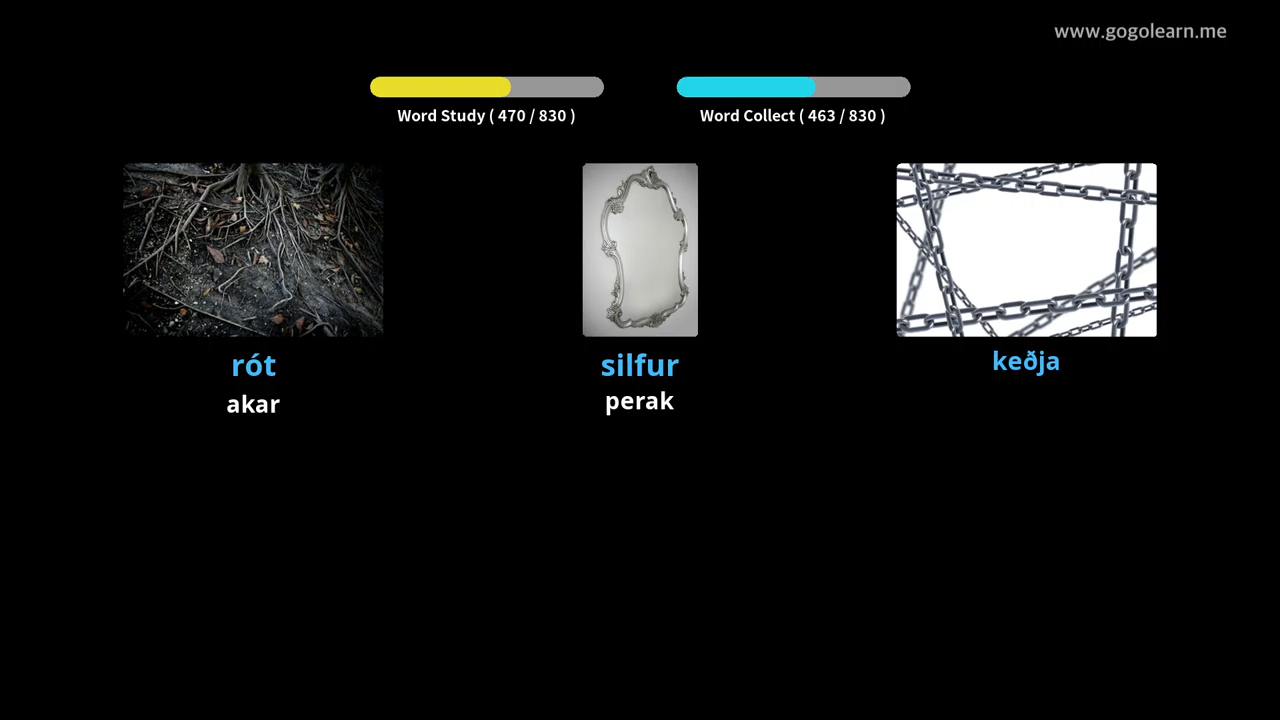 www.gogolearn.me
Word Study ( 470 / 830 )
Word Collect ( 463 / 830 )
rót
silfur
keðja
akar
perak